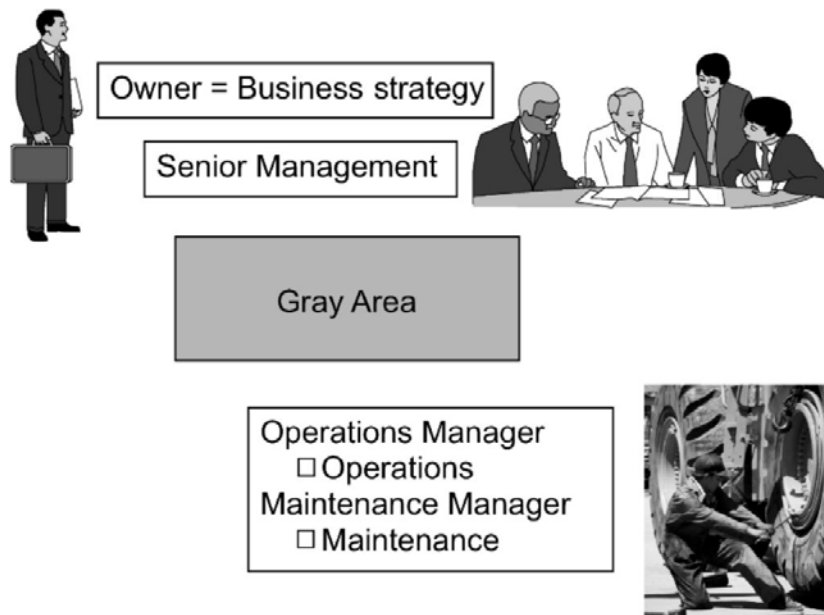 Owner = Business strategy
Senior Management
Gray Area
Operations Manager
□ Operations
Maintenance Manager
□ Maintenance